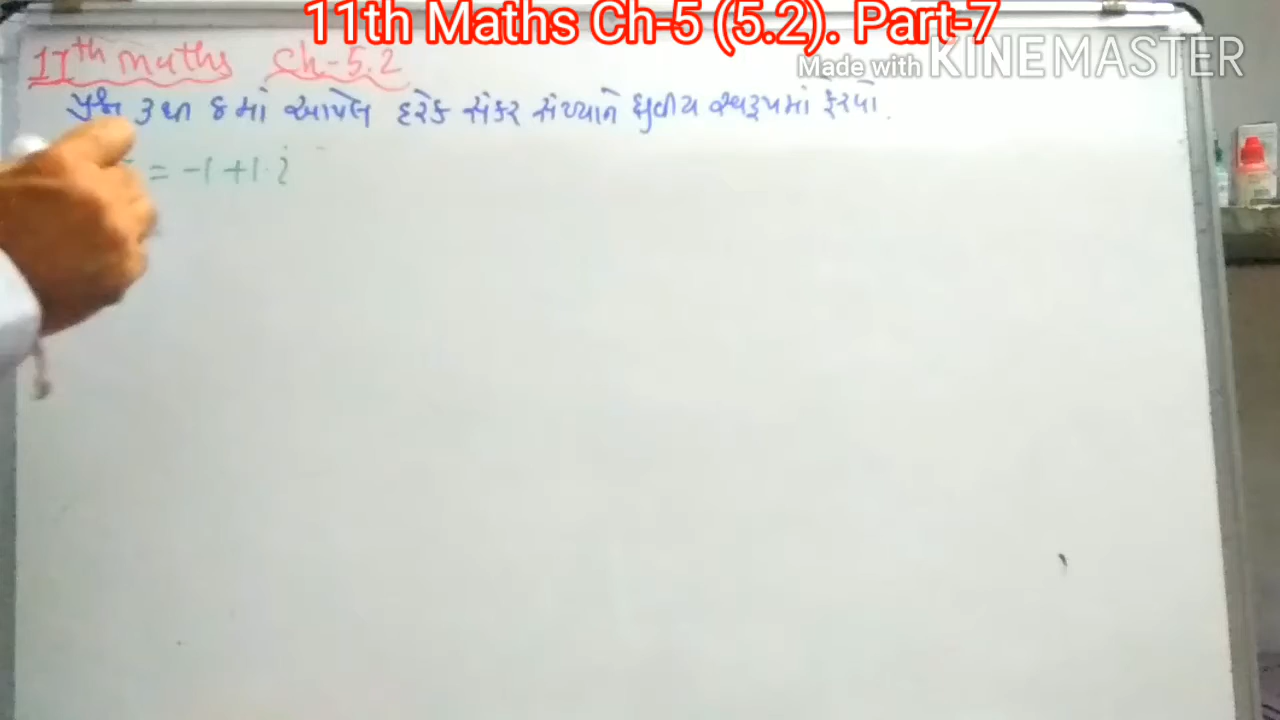 11th Maths Ch-5 (5.2). Part-7
Made with KINEMASTER
11th maths Ch-5.2
પ્રશ્ન 3 થી 8 માં આપેલ દરેક સંકર સંખ્યાને ધ્રુવીય સ્વરૂપમાં ફેરવો.
= -1 + 1·i